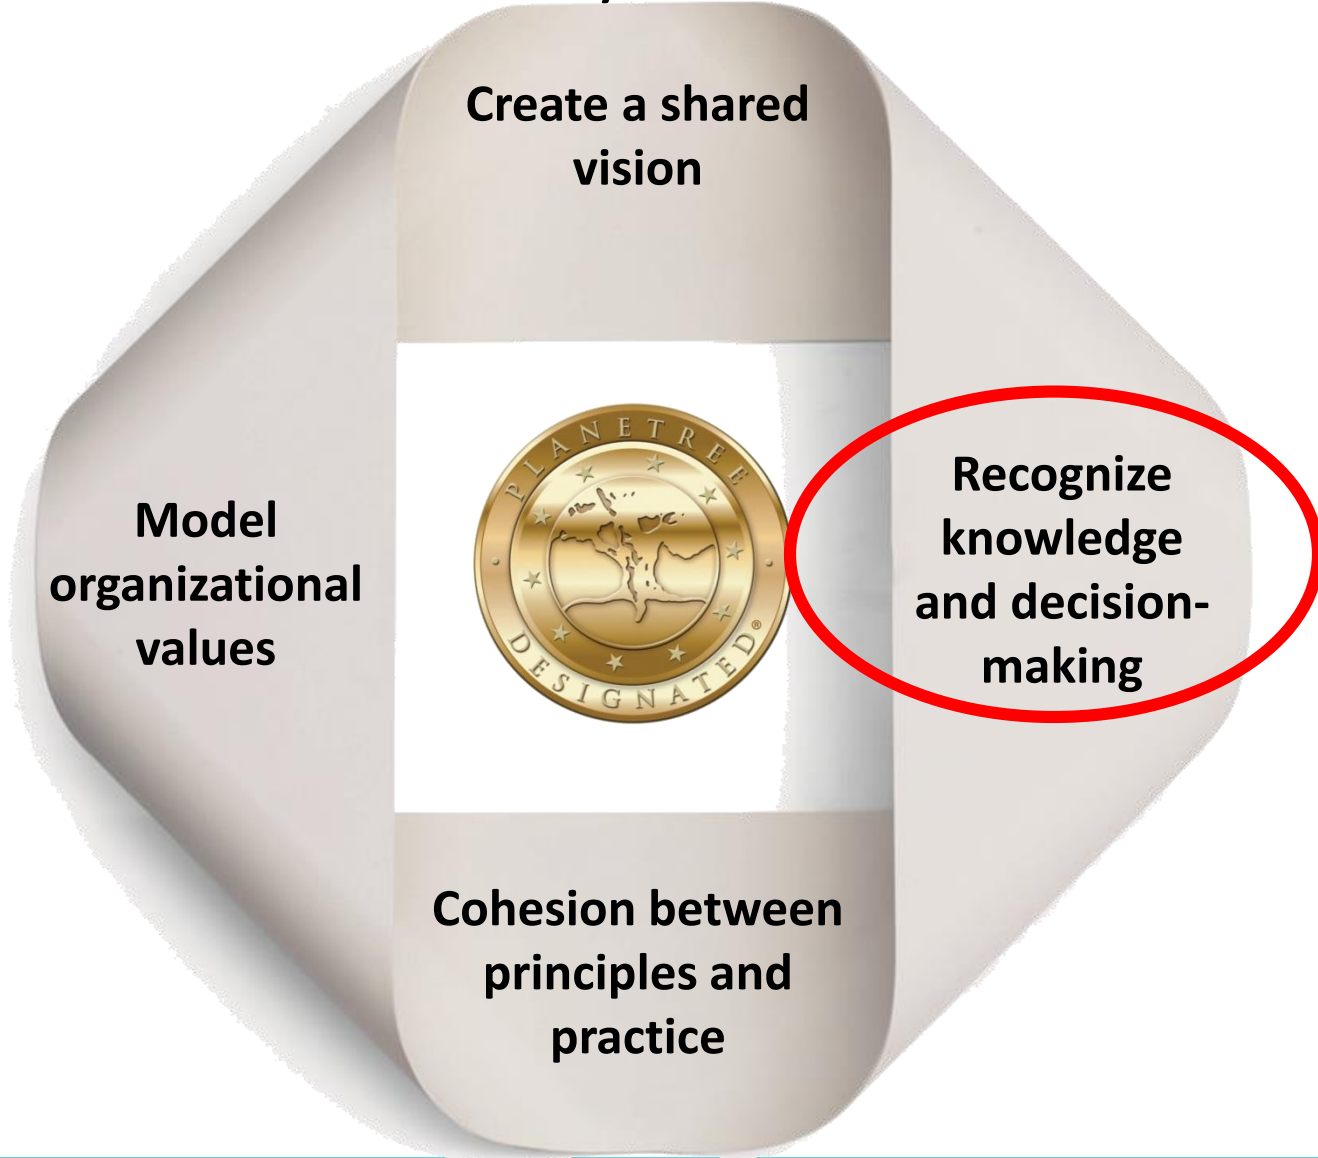 Create a shared
vision
Model
organizational
values
PLANETREE
DESIGNATED®
Recognize
knowledge
and decision-
making
Cohesion between
principles and
practice